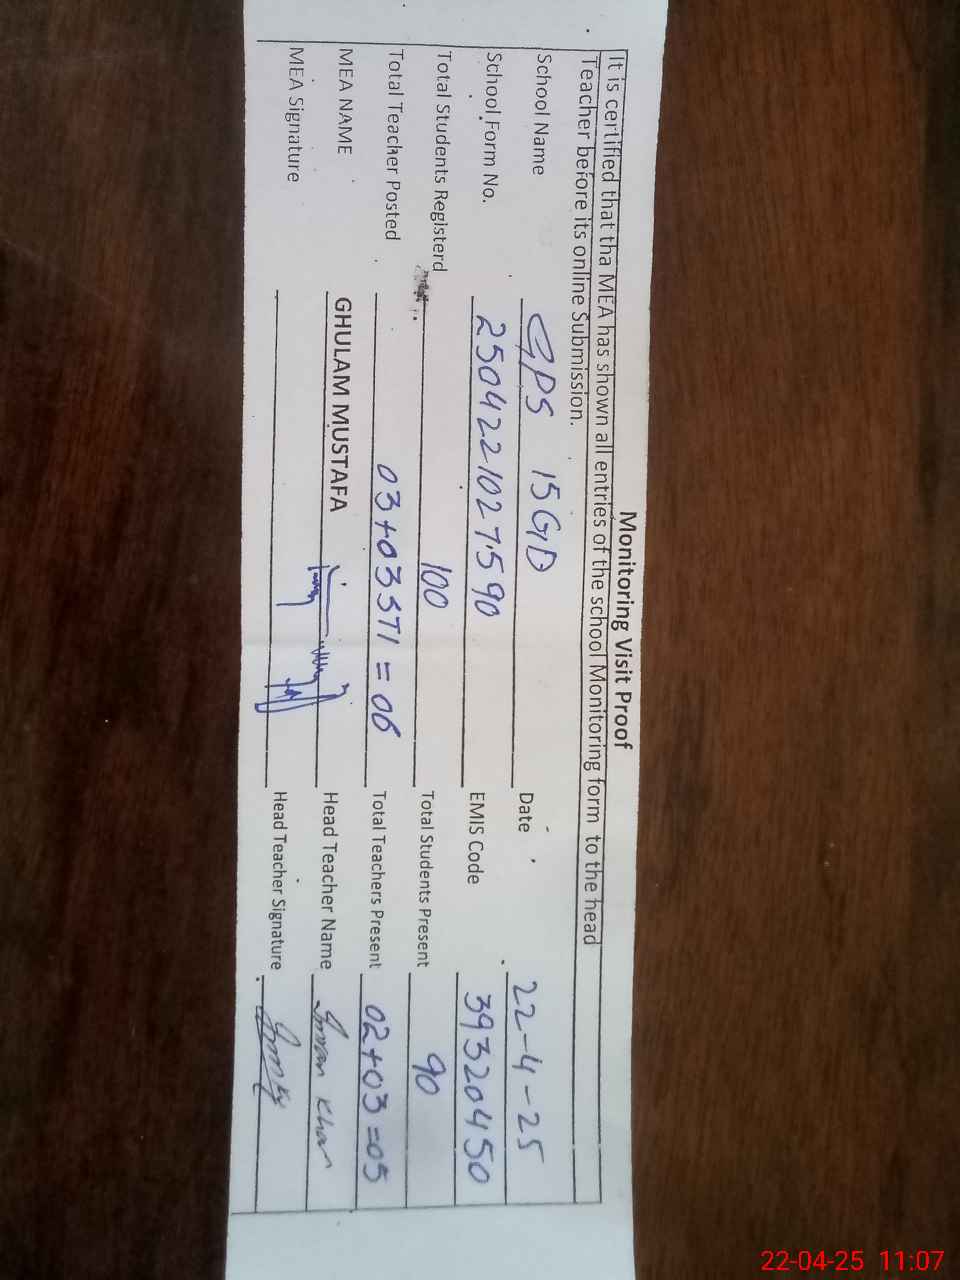 Monitoring Visit Proof
It is certified that tha MEA has shown all entries of the school Monitoring form to the head
Teacher before its online Submission.
School Name GPS 15GD Date 22-4-25
School Form No. 2504221027590 EMIS Code 39320450
Total Students Registerd 100 Total Students Present 90
Total Teacher Posted 03+03STI = 06 Total Teachers Present 02+03=05
MEA NAME GHULAM MUSTAFA Head Teacher Name Imran Khan
MEA Signature Head Teacher Signature
22-04-25 11:07